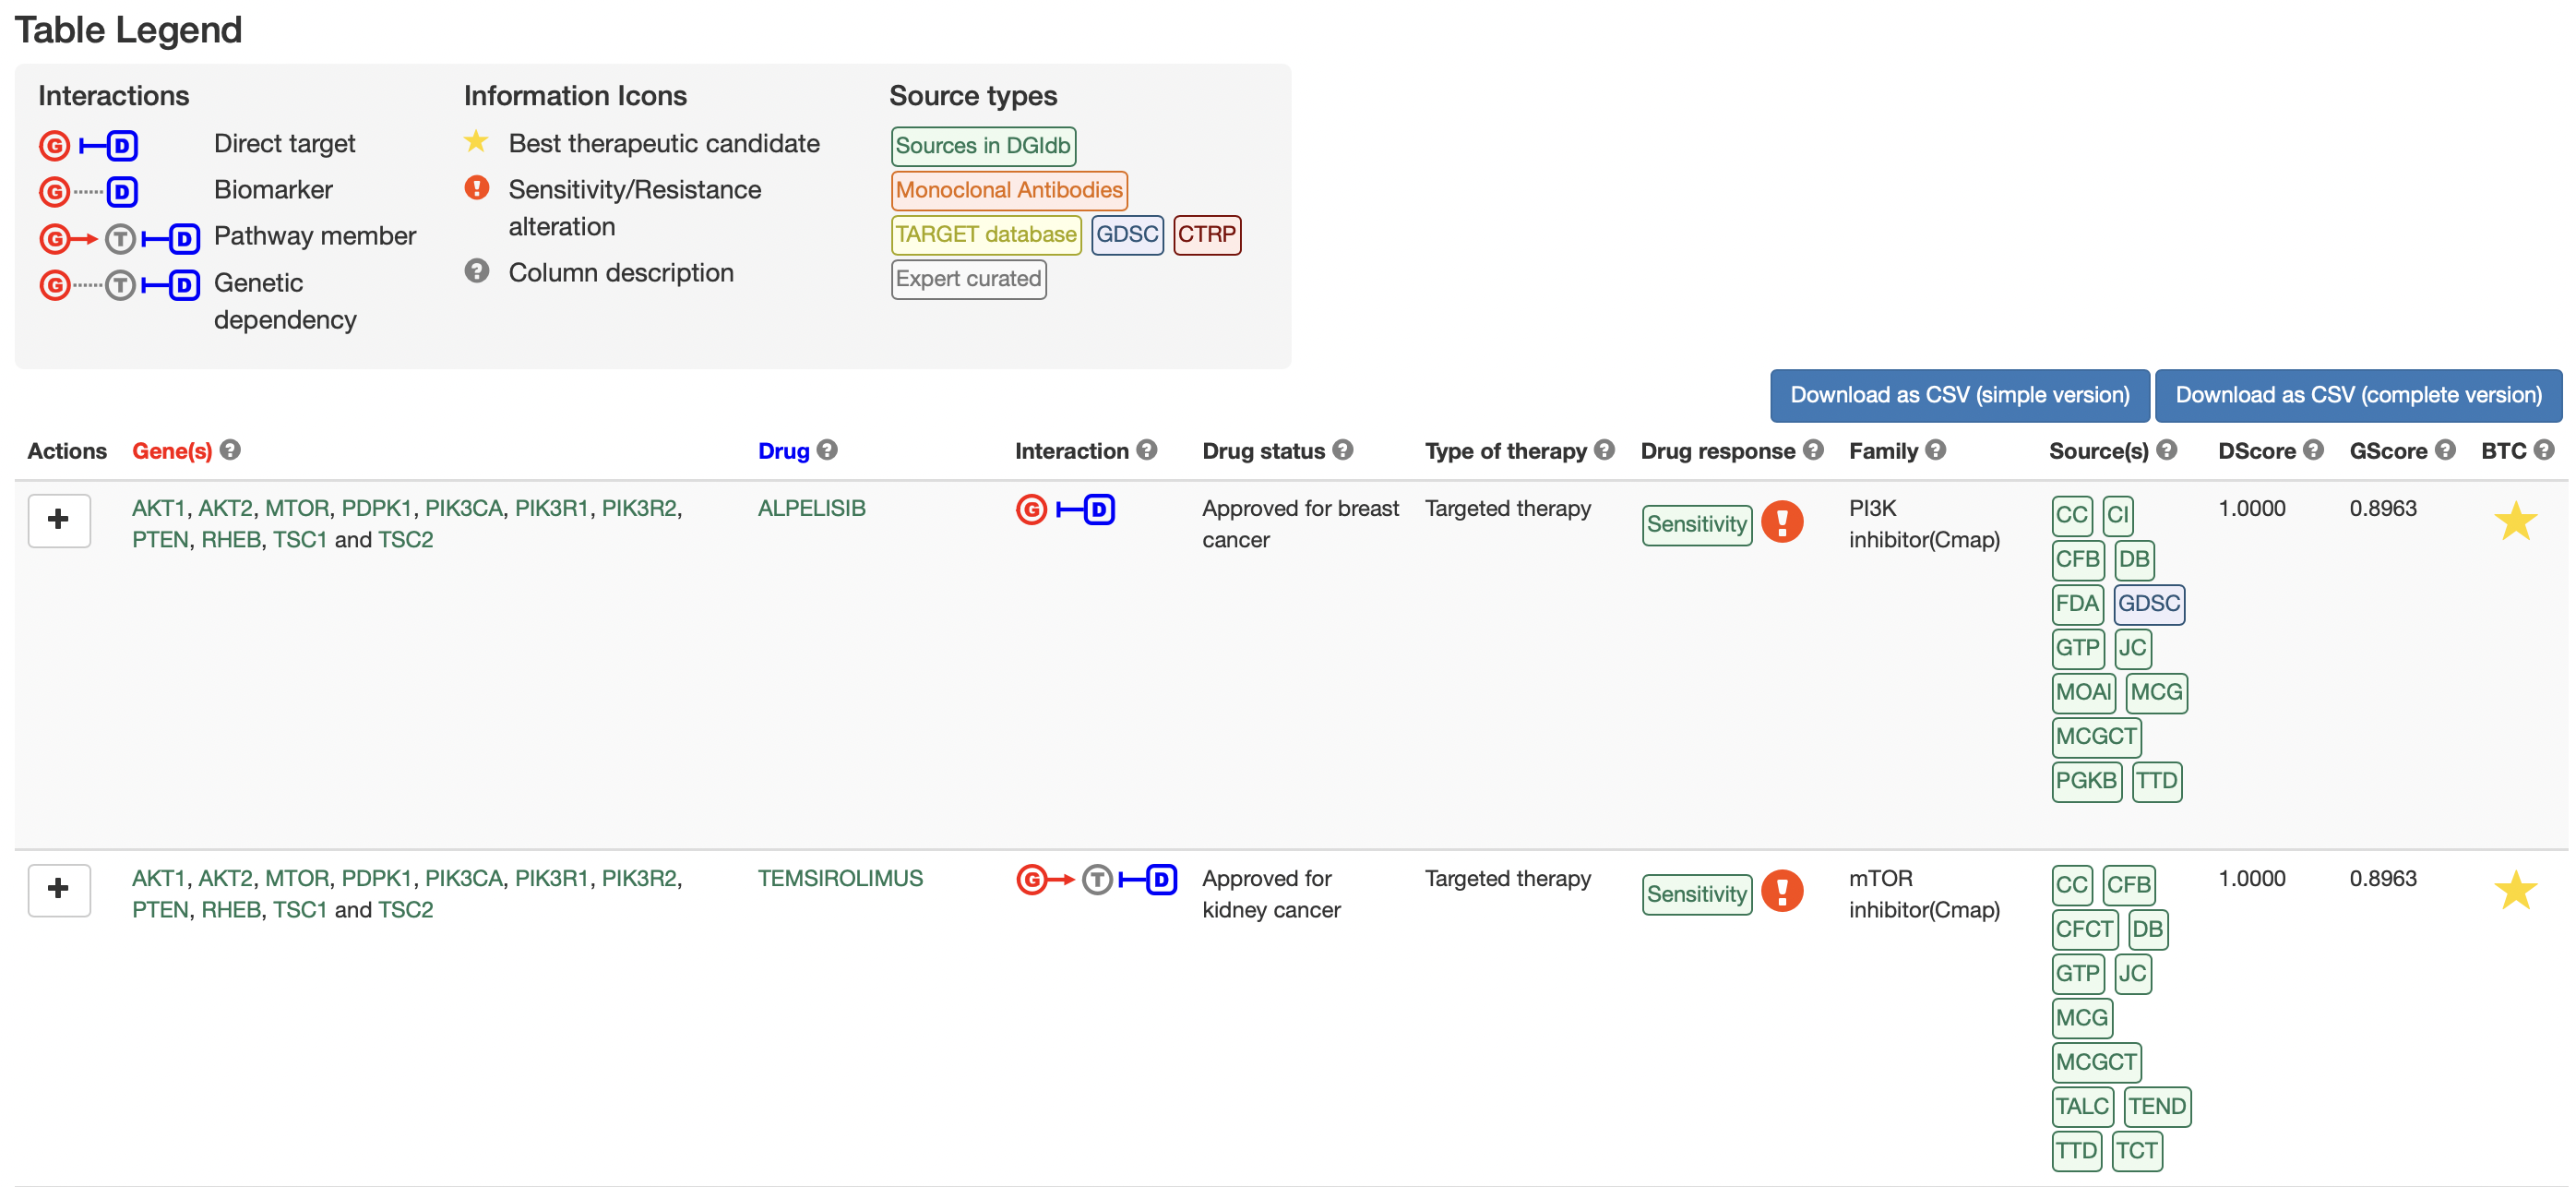 Table Legend
Interactions
G D Direct target
G D Biomarker
G T D Pathway member
G T D Genetic
dependency
Information Icons
Best therapeutic candidate
! Sensitivity/Resistance
alteration
? Column description
Source types
Sources in DGIdb
Monoclonal Antibodies
TARGET database GDSC CTRP
Expert curated
Download as CSV (simple version) Download as CSV (complete version)
Actions Gene(s) ? Drug ? Interaction ? Drug status ? Type of therapy ? Drug response ? Family ? Source(s) ? DScore ? GScore ? BTC ?
+ AKT1, AKT2, MTOR, PDPK1, PIK3CA, PIK3R1, PIK3R2,
PTEN, RHEB, TSC1 and TSC2
ALPELISIB
G D
Approved for breast
cancer
Targeted therapy
Sensitivity !
PI3K
inhibitor(Cmap)
CC CI
CFB DB
FDA GDSC
GTP JC
MOAI MCG
MCGCT
PGKB TTD
1.0000
0.8963
+ AKT1, AKT2, MTOR, PDPK1, PIK3CA, PIK3R1, PIK3R2,
PTEN, RHEB, TSC1 and TSC2
TEMSIROLIMUS
G T D
Approved for
kidney cancer
Targeted therapy
Sensitivity !
mTOR
inhibitor(Cmap)
CC CFB
CFCT DB
GTP JC
MCG
MCGCT
TALC TEND
TTD TCT
1.0000
0.8963